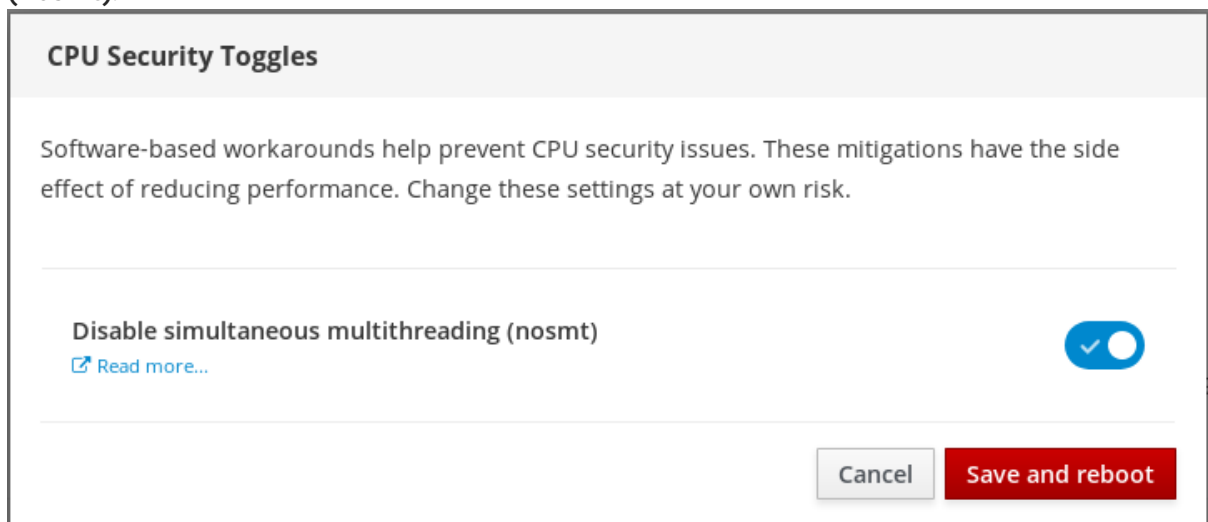 CPU Security Toggles
Software-based workarounds help prevent CPU security issues. These mitigations have the side
effect of reducing performance. Change these settings at your own risk.
Disable simultaneous multithreading (nosmt)
Read more...
Cancel
Save and reboot